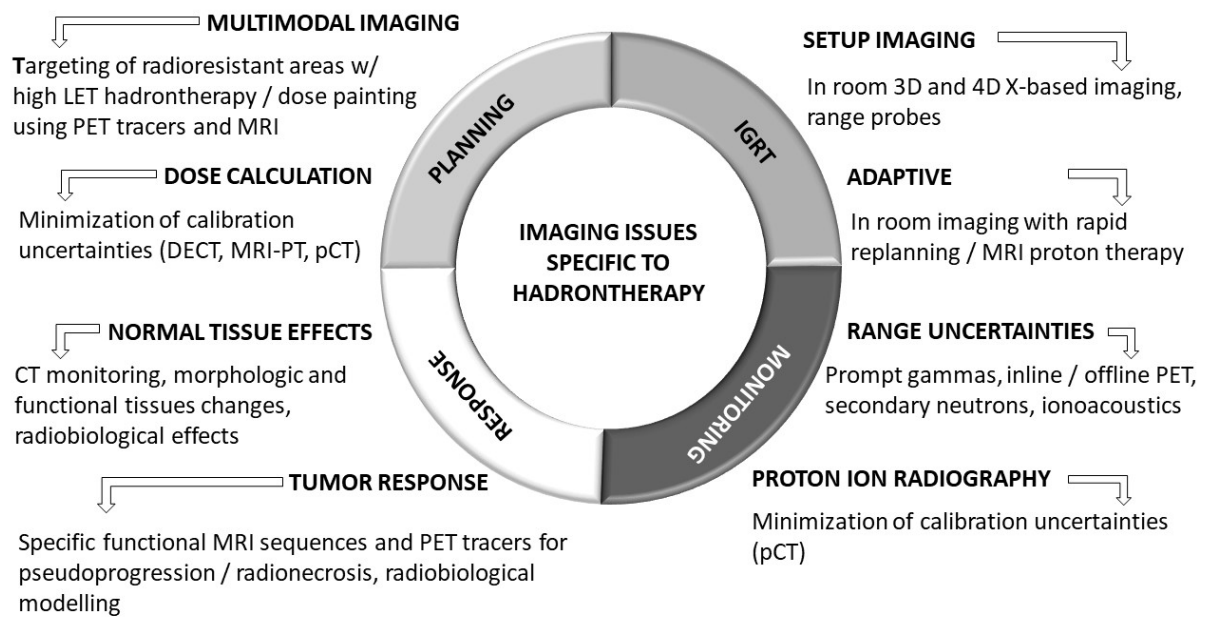 MULTIMODAL IMAGING
Targeting of radioresistant areas w/
high LET hadrontherapy / dose painting
using PET tracers and MRI
DOSE CALCULATION
Minimization of calibration
uncertainties (DECT, MRI-PT, pCT)
NORMAL TISSUE EFFECTS
CT monitoring, morphologic and
functional tissues changes,
radiobiological effects
TUMOR RESPONSE
Specific functional MRI sequences and PET tracers for
pseudoprogression / radionecrosis, radiobiological
modelling
PLANNING
IGRT
RESPONSE
MONITORING
IMAGING ISSUES
SPECIFIC TO
HADRONTHERAPY
SETUP IMAGING
In room 3D and 4D X-based imaging,
range probes
ADAPTIVE
In room imaging with rapid
replanning / MRI proton therapy
RANGE UNCERTAINTIES
Prompt gammas, inline / offline PET,
secondary neutrons, ionoacoustics
PROTON ION RADIOGRAPHY
Minimization of calibration uncertainties
(pCT)